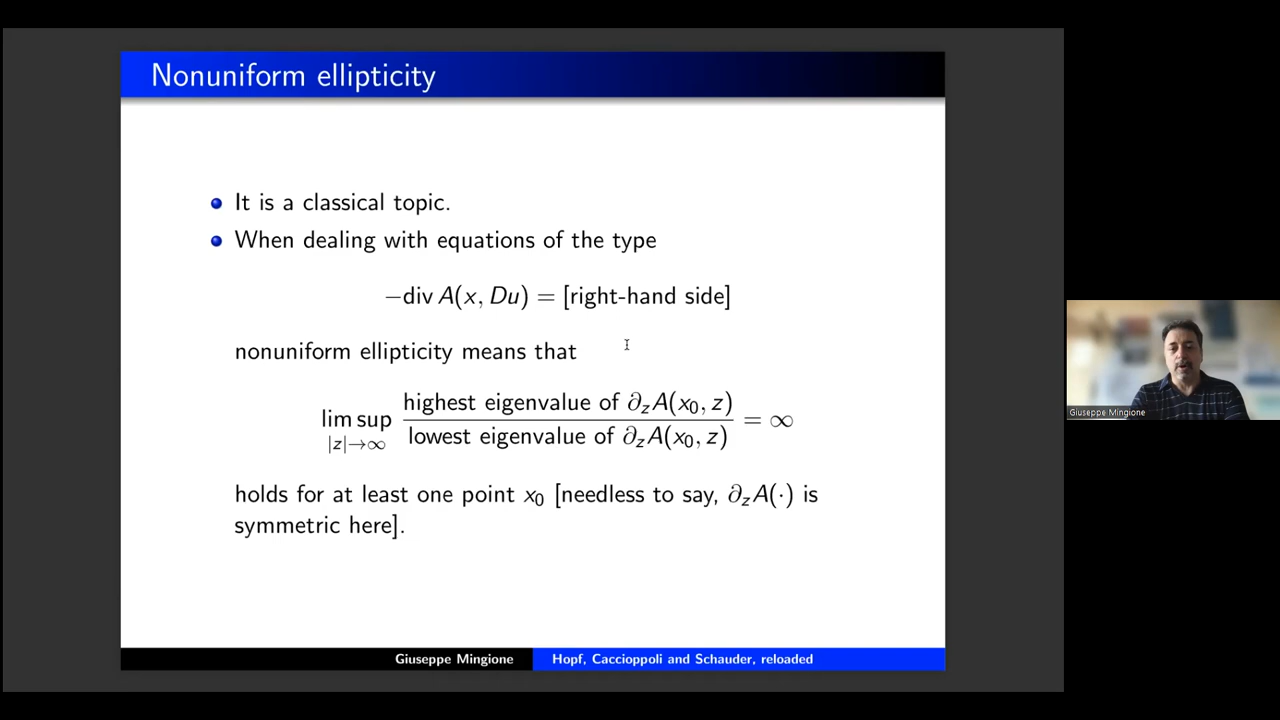 Nonuniform ellipticity
It is a classical topic.
When dealing with equations of the type
−div A(x, Du) = [right-hand side]
nonuniform ellipticity means that
lim sup |z|→∞ highest eigenvalue of ∂zA(x0, z) / lowest eigenvalue of ∂zA(x0, z) = ∞
holds for at least one point x0 [needless to say, ∂zA(·) is
symmetric here].
Giuseppe Mingione
Hopf, Caccioppoli and Schauder, reloaded
Giuseppe Mingione